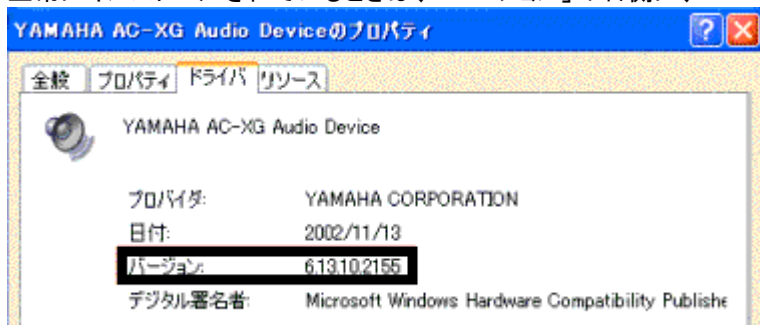 YAMAHA AC-XG Audio Deviceのプロパティ
全般 プロパティ ドライバ リソース
YAMAHA AC-XG Audio Device
プロバイダ: YAMAHA CORPORATION
日付: 2002/11/13
バージョン: 6.13.10.2155
デジタル署名者: Microsoft Windows Hardware Compatibility Publishe